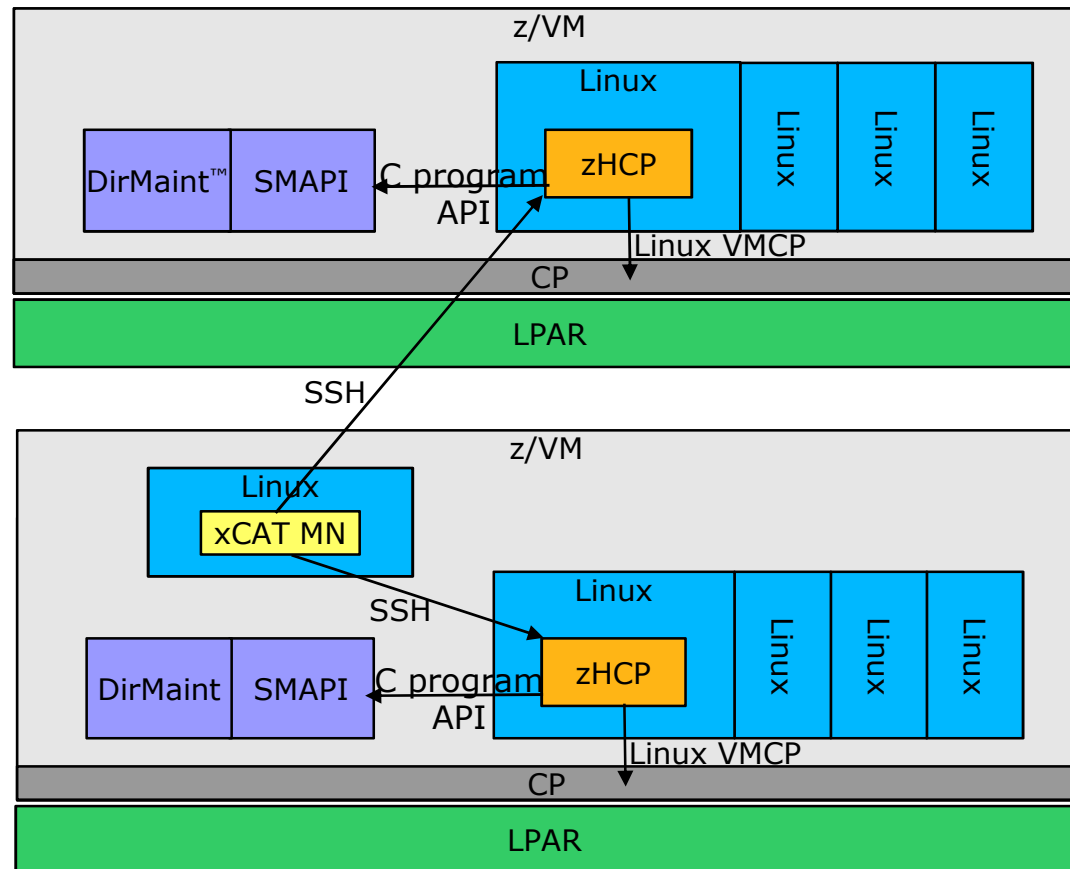 z/VM
Linux
Linux
Linux
Linux
DirMaint™
SMAPI
C program
API
zHCP
Linux VMCP
CP
LPAR
SSH
z/VM
Linux
xCAT MN
SSH
Linux
Linux
Linux
Linux
DirMaint
SMAPI
C program
API
zHCP
Linux VMCP
CP
LPAR